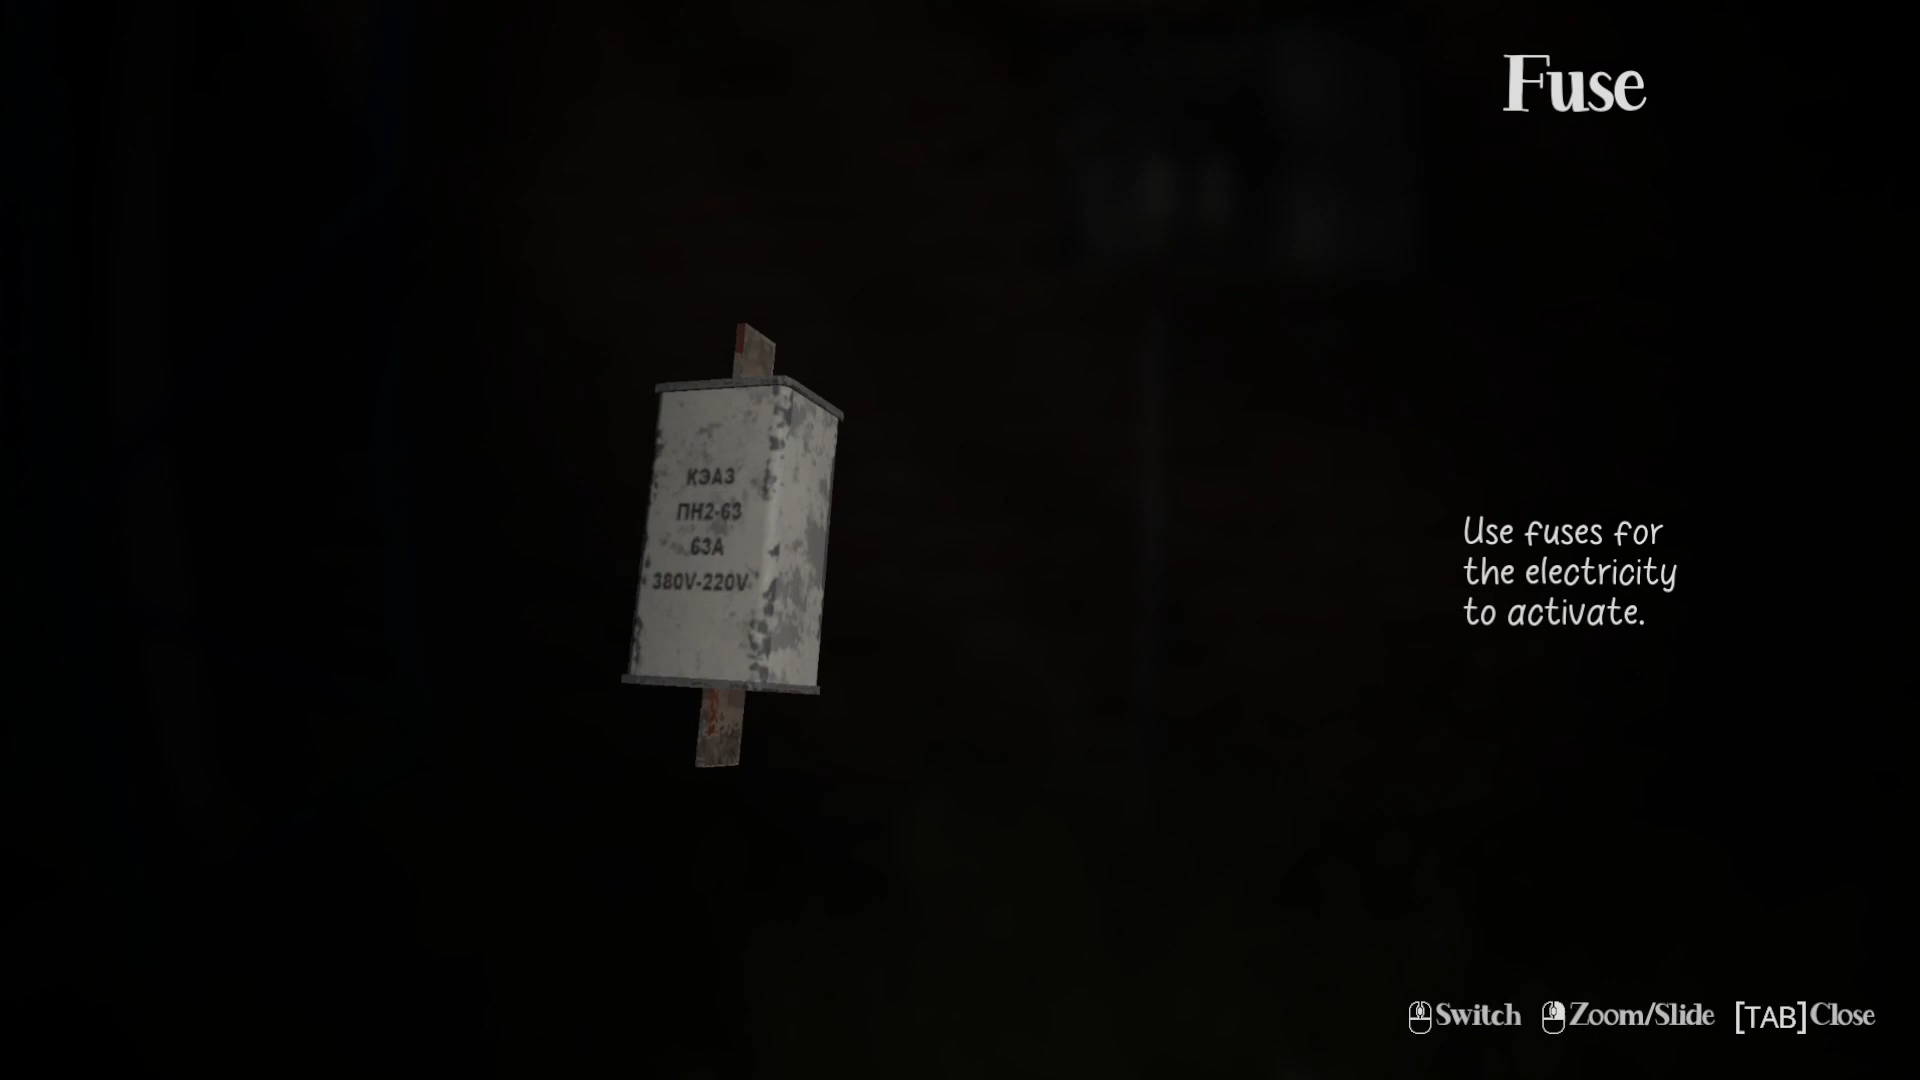 Fuse
КЭАЗ
ПН2-63
63А
380V-220V
Use fuses for
the electricity
to activate.
Switch Zoom/Slide [TAB]Close